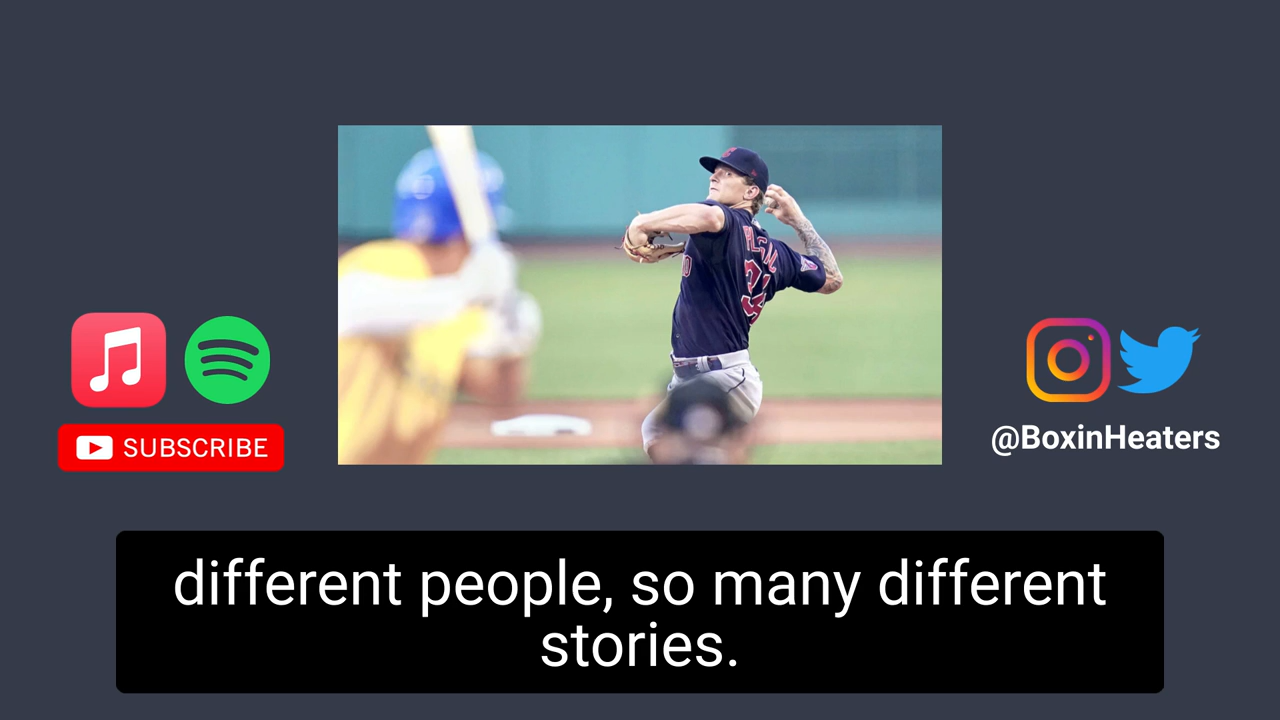 SUBSCRIBE
@BoxinHeaters
different people, so many different
stories.